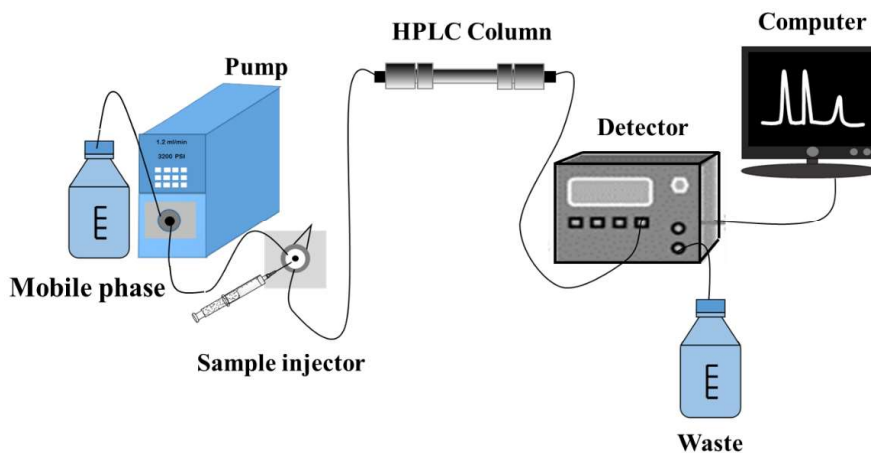 Computer
HPLC Column
Pump
Detector
1.2 ml/min
3200 PSI
Mobile phase
Sample injector
Waste